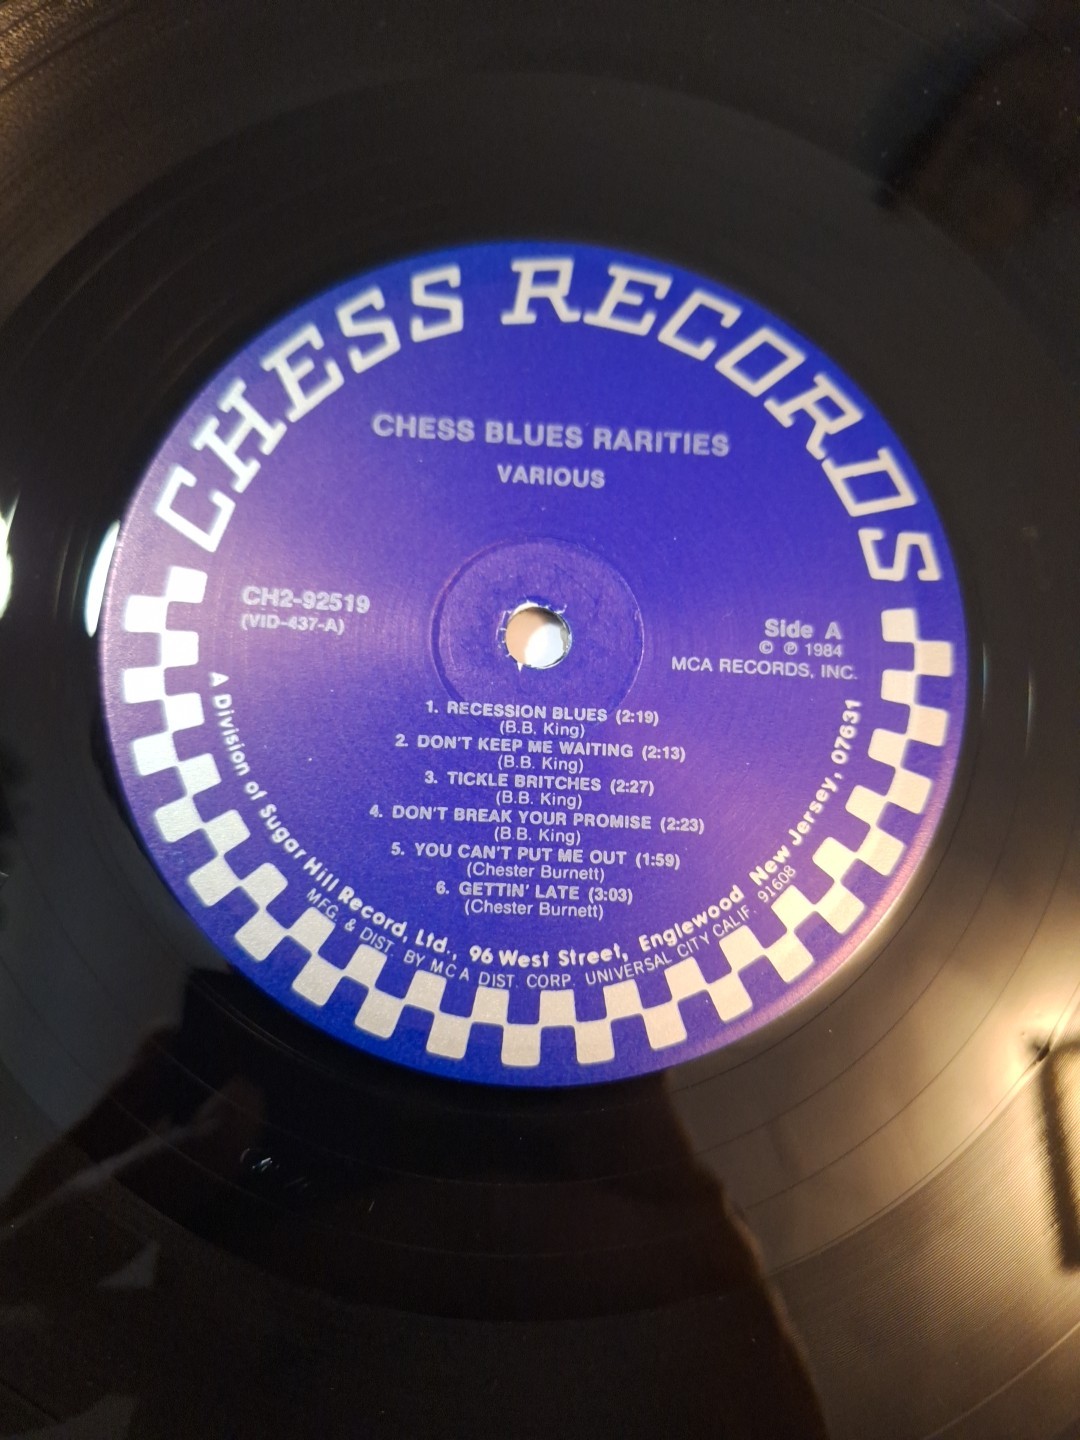 CHESS RECORDS
CHESS BLUES RARITIES
VARIOUS
CH2-92519
(VID-437-A)
Side A
© ℗ 1984
MCA RECORDS, INC.
1. RECESSION BLUES (2:19)
(B.B. King)
2. DON'T KEEP ME WAITING (2:13)
(B.B. King)
3. TICKLE BRITCHES (2:27)
(B.B. King)
4. DON'T BREAK YOUR PROMISE (2:23)
(B.B. King)
5. YOU CAN'T PUT ME OUT (1:59)
(Chester Burnett)
6. GETTIN' LATE (3:03)
(Chester Burnett)
A Division of Sugar Hill Record, Ltd., 96 West Street, Englewood New Jersey, 07631
MFG. & DIST. BY MCA DIST. CORP. UNIVERSAL CITY CALIF. 91608